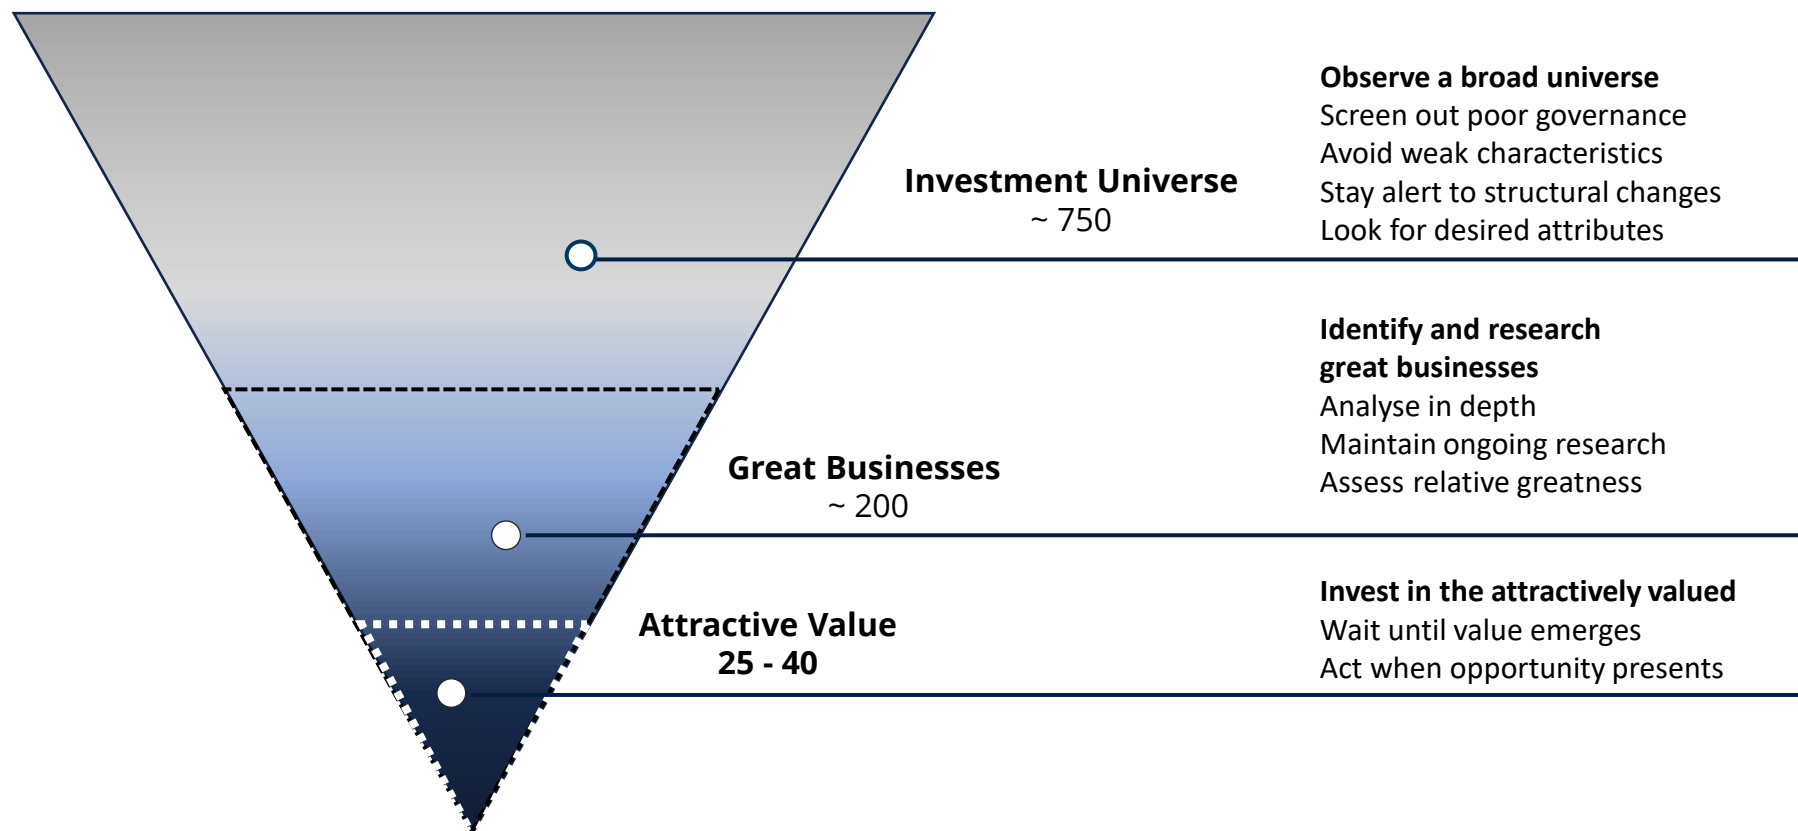 Investment Universe
~ 750
Observe a broad universe
Screen out poor governance
Avoid weak characteristics
Stay alert to structural changes
Look for desired attributes
Great Businesses
~ 200
Identify and research
great businesses
Analyse in depth
Maintain ongoing research
Assess relative greatness
Attractive Value
25 - 40
Invest in the attractively valued
Wait until value emerges
Act when opportunity presents